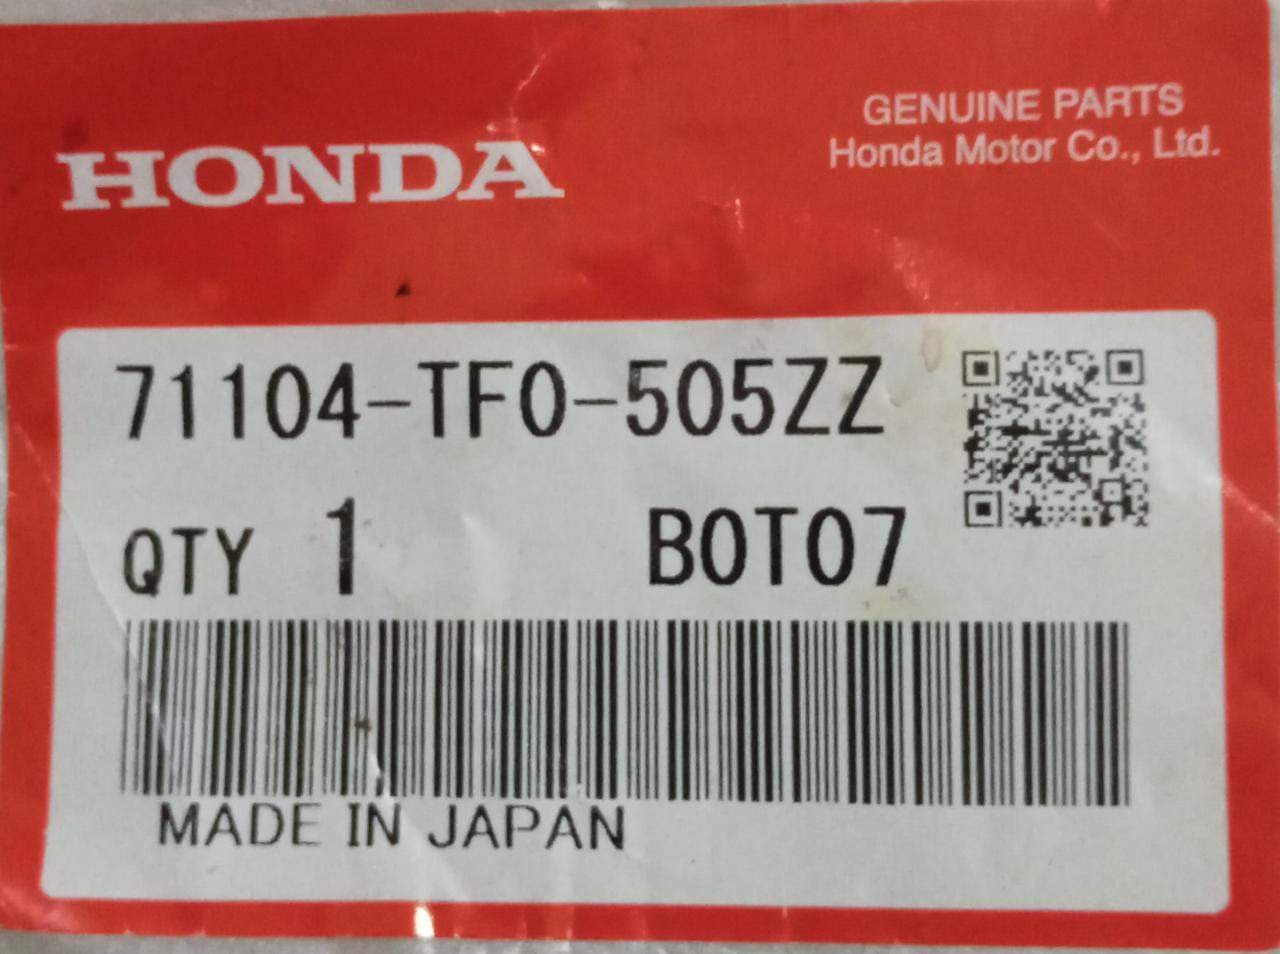 HONDA
GENUINE PARTS
Honda Motor Co., Ltd.
71104-TF0-505ZZ
QTY 1 B0T07
MADE IN JAPAN